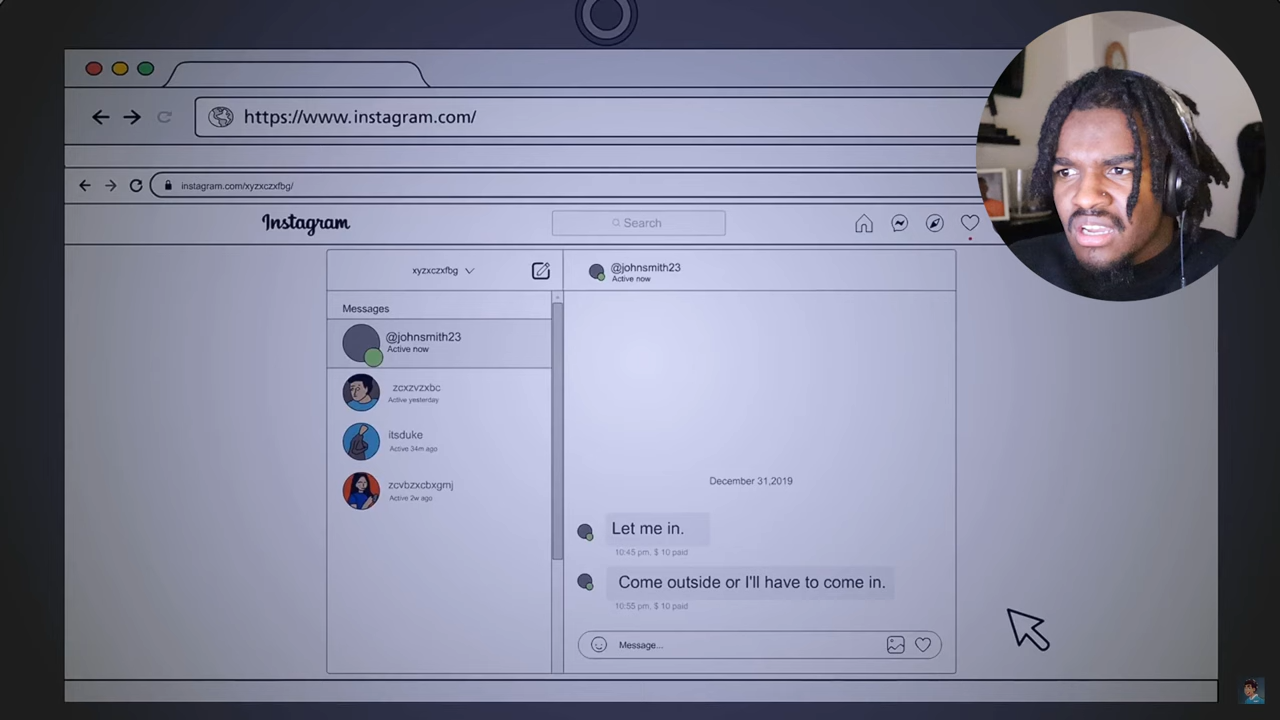 https://www.instagram.com/
instagram.com/xyzxczxfbg/
Instagram
Search
xyzxczxfbg
@johnsmith23
Active now
Messages
@johnsmith23
Active now
zcxzvzxbc
Active yesterday
itsduke
Active 34m ago
zcvbzxcbxgmj
Active 2w ago
December 31,2019
Let me in.
10:45 pm. $ 10 paid
Come outside or I'll have to come in.
10:55 pm. $ 10 paid
Message...